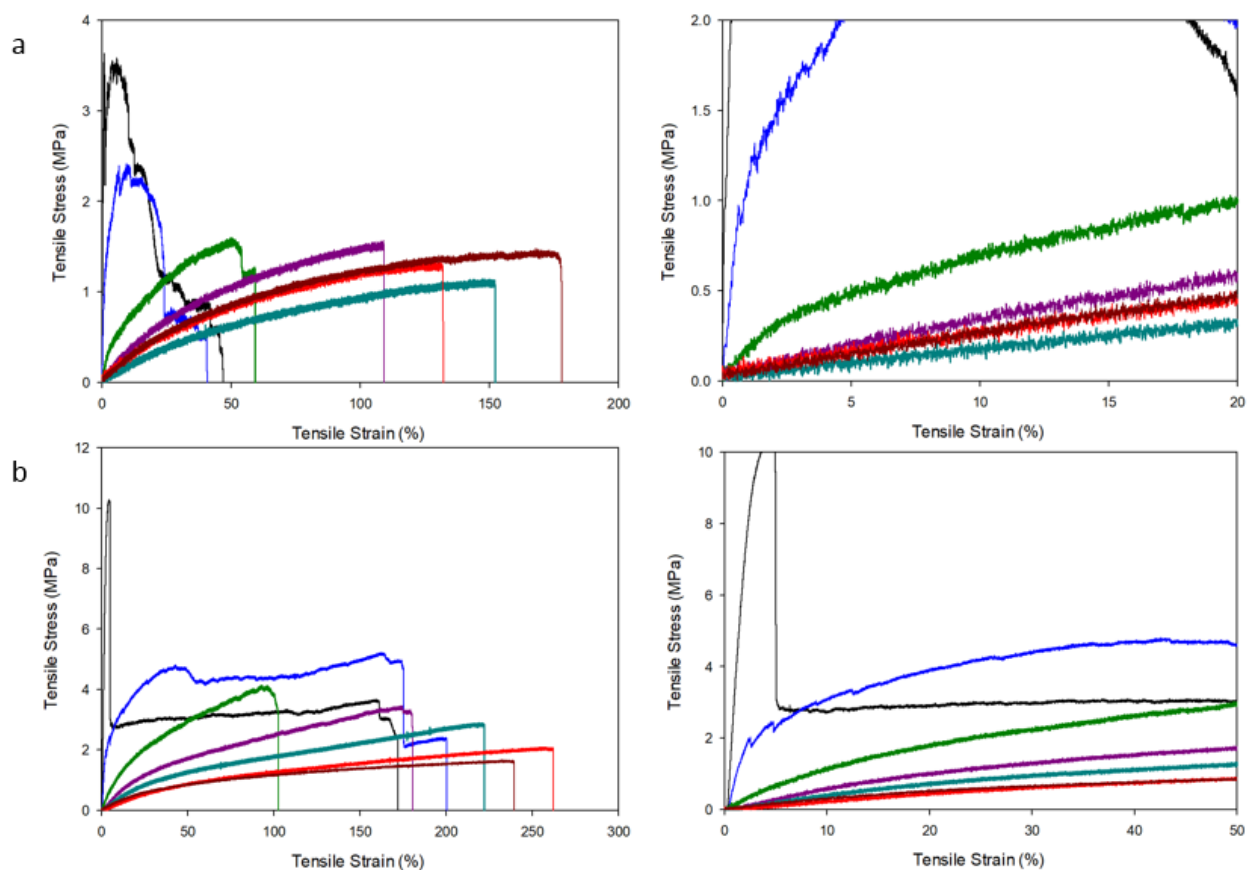 a
Tensile Stress (MPa)
4
3
2
1
0
0 50 100 150 200
Tensile Strain (%)
Tensile Stress (MPa)
2.0
1.5
1.0
0.5
0.0
0 5 10 15 20
Tensile Strain (%)
b
Tensile Stress (MPa)
12
10
8
6
4
2
0
0 50 100 150 200 250 300
Tensile Strain (%)
Tensile Stress (MPa)
10
8
6
4
2
0
0 10 20 30 40 50
Tensile Strain (%)